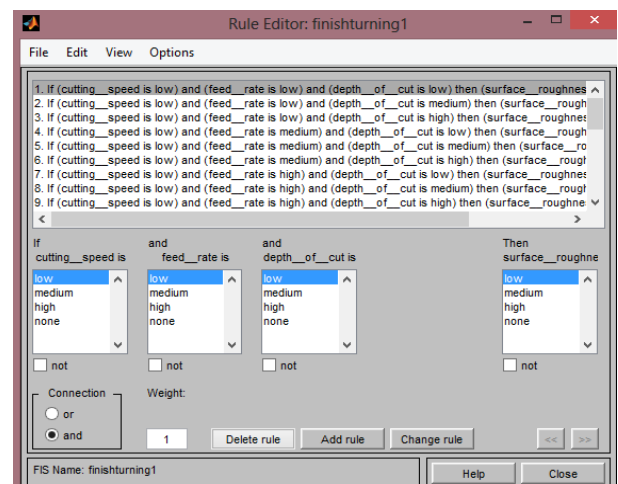 Rule Editor: finishturning1
File Edit View Options
1. If (cutting__speed is low) and (feed__rate is low) and (depth__of__cut is low) then (surface__roughnes
2. If (cutting__speed is low) and (feed__rate is low) and (depth__of__cut is medium) then (surface__rough
3. If (cutting__speed is low) and (feed__rate is low) and (depth__of__cut is high) then (surface__roughnes
4. If (cutting__speed is low) and (feed__rate is medium) and (depth__of__cut is low) then (surface__rough
5. If (cutting__speed is low) and (feed__rate is medium) and (depth__of__cut is medium) then (surface__ro
6. If (cutting__speed is low) and (feed__rate is medium) and (depth__of__cut is high) then (surface__rough
7. If (cutting__speed is low) and (feed__rate is high) and (depth__of__cut is low) then (surface__roughnes
8. If (cutting__speed is low) and (feed__rate is high) and (depth__of__cut is medium) then (surface__rough
9. If (cutting__speed is low) and (feed__rate is high) and (depth__of__cut is high) then (surface__roughne
If and and Then
cutting__speed is feed__rate is depth__of__cut is surface__roughne
low low low low
medium medium medium medium
high high high high
none none none none
not not not not
Connection Weight:
or
and 1 Delete rule Add rule Change rule << >>
FIS Name: finishturning1 Help Close